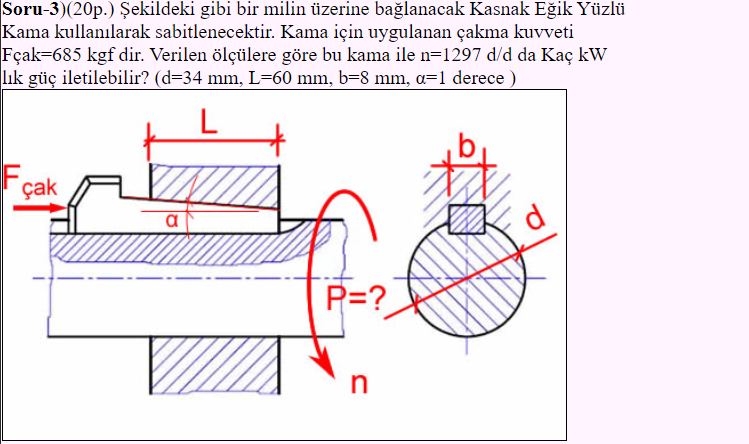 Soru-3)(20p.) Şekildeki gibi bir milin üzerine bağlanacak Kasnak Eğik Yüzlü
Kama kullanılarak sabitlenecektir. Kama için uygulanan çakma kuvveti
Fçak=685 kgf dir. Verilen ölçülere göre bu kama ile n=1297 d/d da Kaç kW
lık güç iletilebilir? (d=34 mm, L=60 mm, b=8 mm, α=1 derece )
L
b
Fçak
α
d
P=?
n